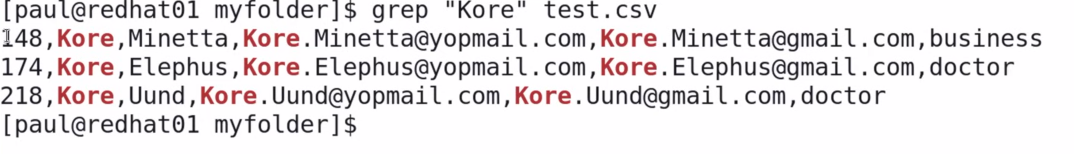 [paul@redhat01 myfolder]$ grep "Kore" test.csv
148,Kore,Minetta,Kore.Minetta@yopmail.com,Kore.Minetta@gmail.com,business
174,Kore,Elephus,Kore.Elephus@yopmail.com,Kore.Elephus@gmail.com,doctor
218,Kore,Uund,Kore.Uund@yopmail.com,Kore.Uund@gmail.com,doctor
[paul@redhat01 myfolder]$